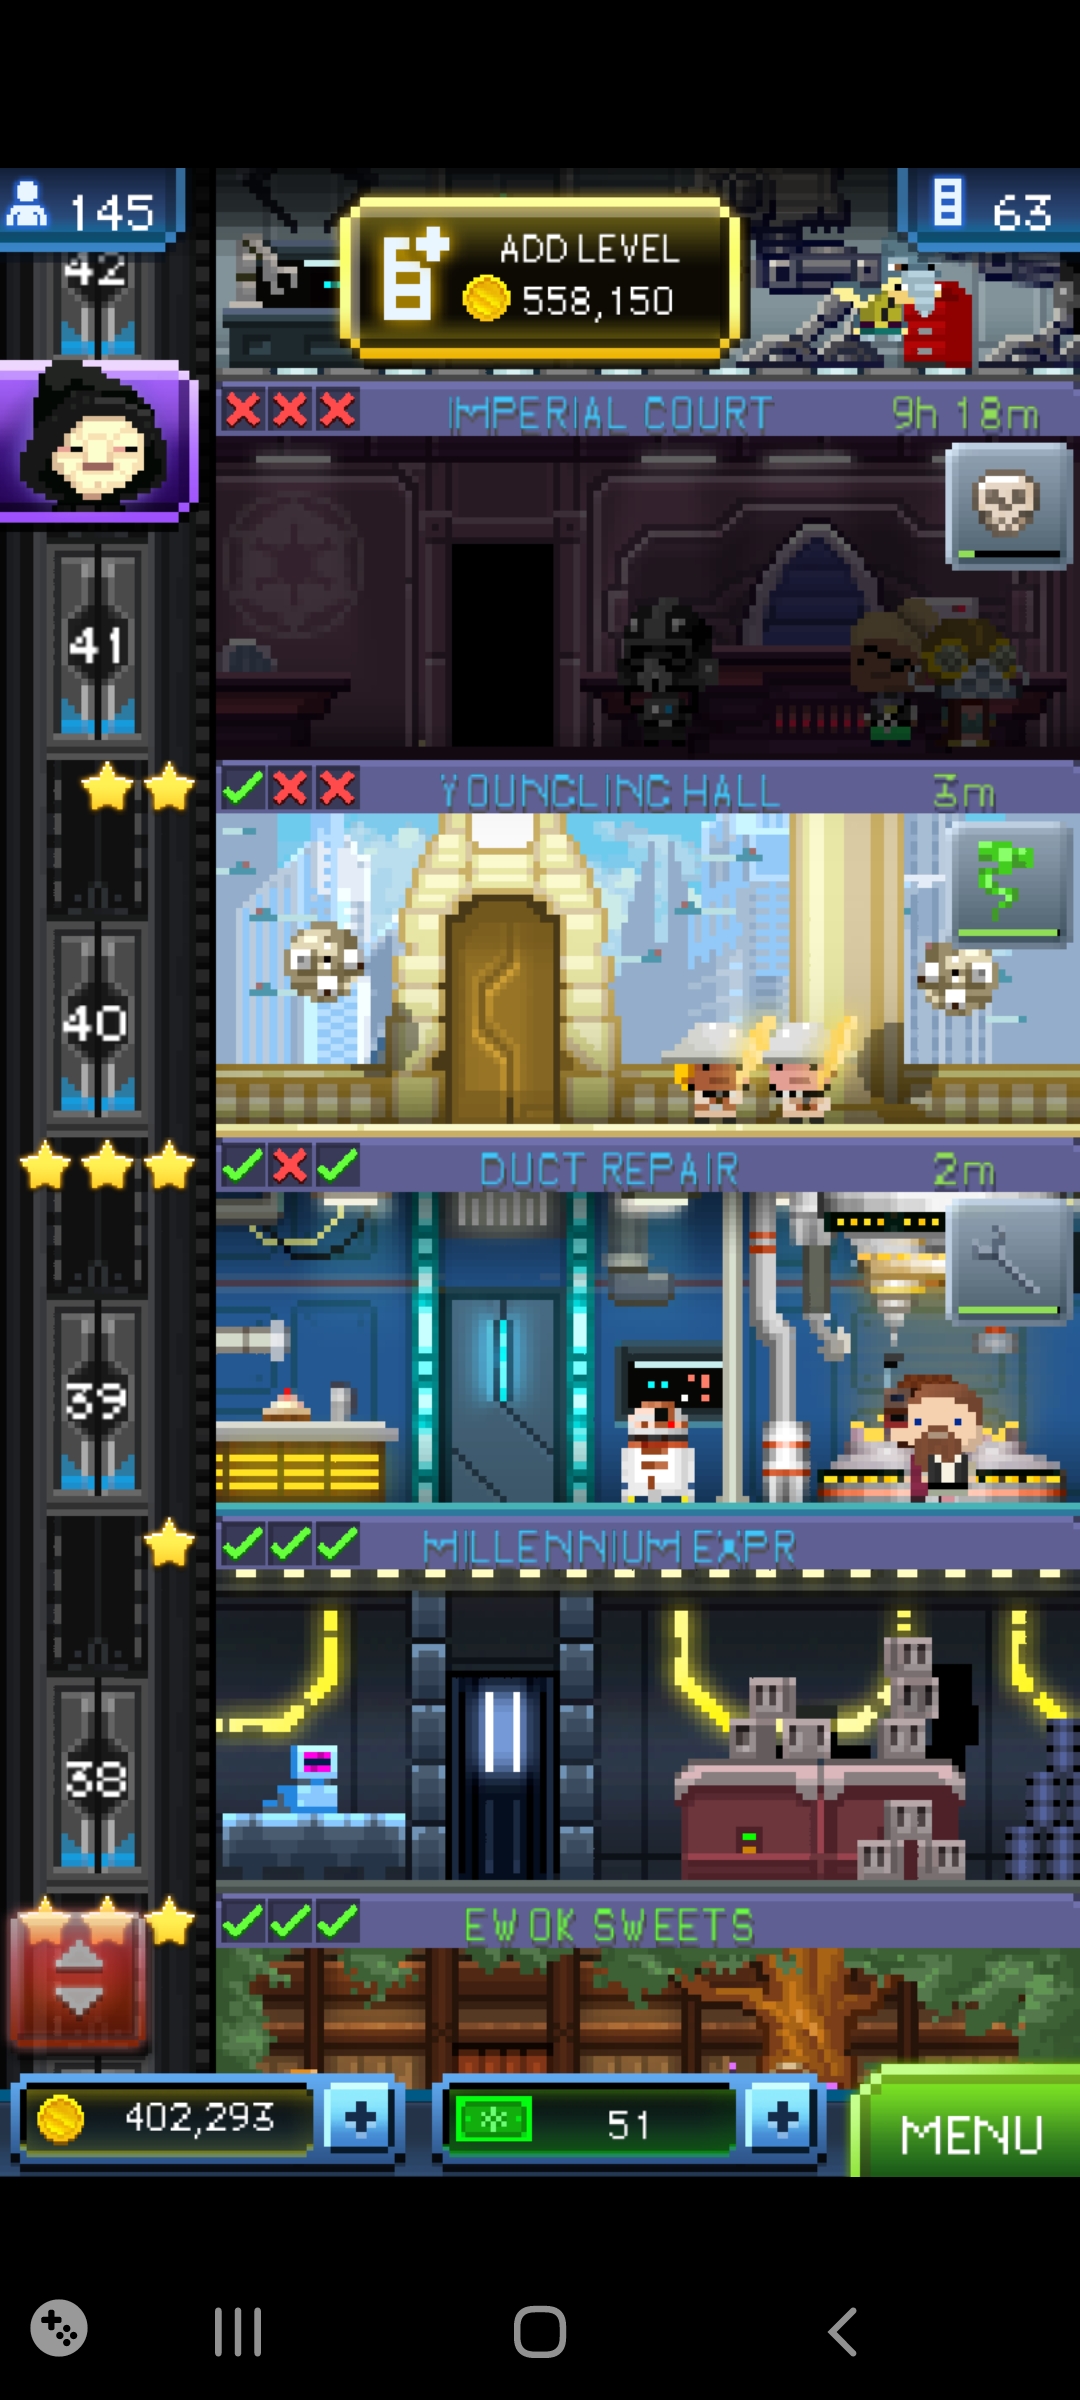 145
ADD LEVEL
558,150
63
42
IMPERIAL COURT
9h 18m
41
YOUNGLING HALL
3m
40
DUCT REPAIR
2m
39
MILLENNIUM EXPR
38
EWOK SWEETS
402,293
51
MENU